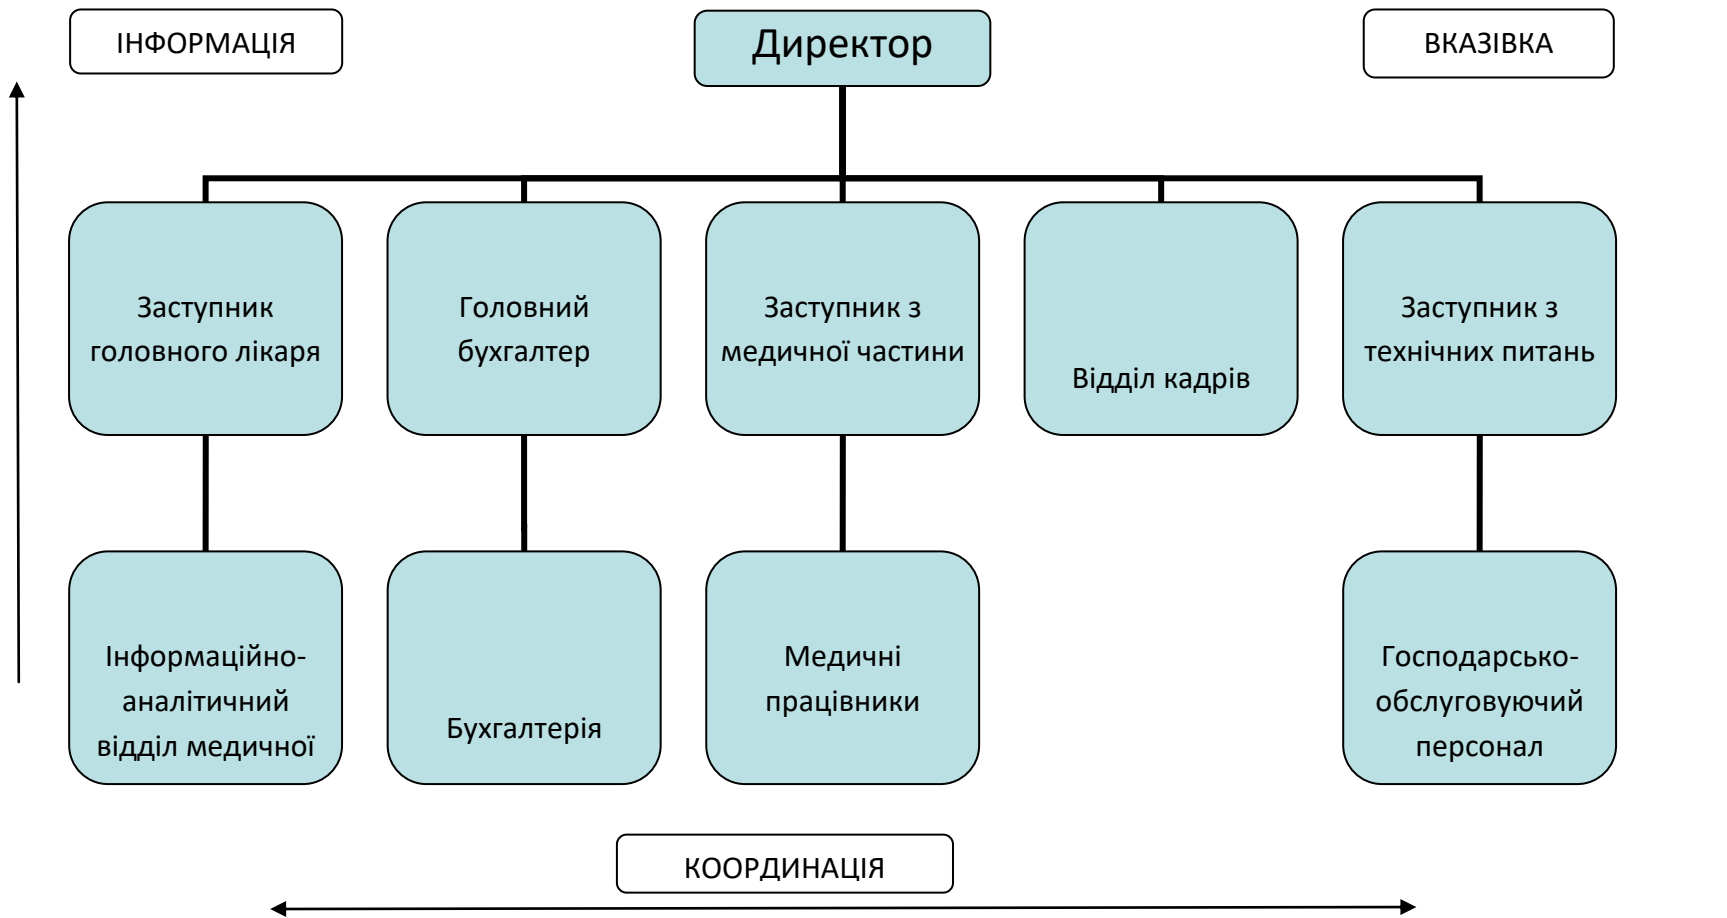 ІНФОРМАЦІЯ
Директор
ВКАЗІВКА
Заступник
головного лікаря
Головний
бухгалтер
Заступник з
медичної частини
Відділ кадрів
Заступник з
технічних питань
Інформаційно-
аналітичний
відділ медичної
Бухгалтерія
Медичні
працівники
Господарсько-
обслуговуючий
персонал
КООРДИНАЦІЯ